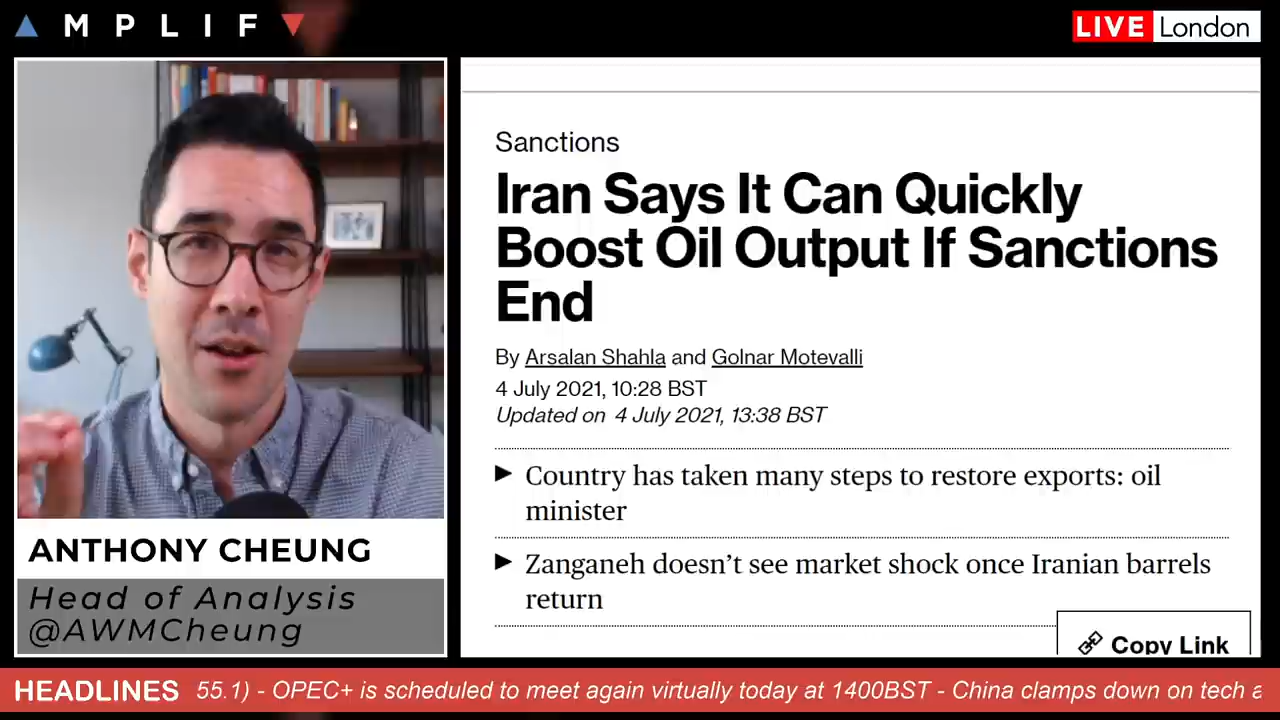 ▲ M P L I F ▼
LIVE London
Sanctions
Iran Says It Can Quickly
Boost Oil Output If Sanctions
End
By Arsalan Shahla and Golnar Motevalli
4 July 2021, 10:28 BST
Updated on 4 July 2021, 13:38 BST
► Country has taken many steps to restore exports: oil
minister
► Zanganeh doesn’t see market shock once Iranian barrels
return
Copy Link
ANTHONY CHEUNG
Head of Analysis
@AWMCheung
HEADLINES 55.1) - OPEC+ is scheduled to meet again virtually today at 1400BST - China clamps down on tech